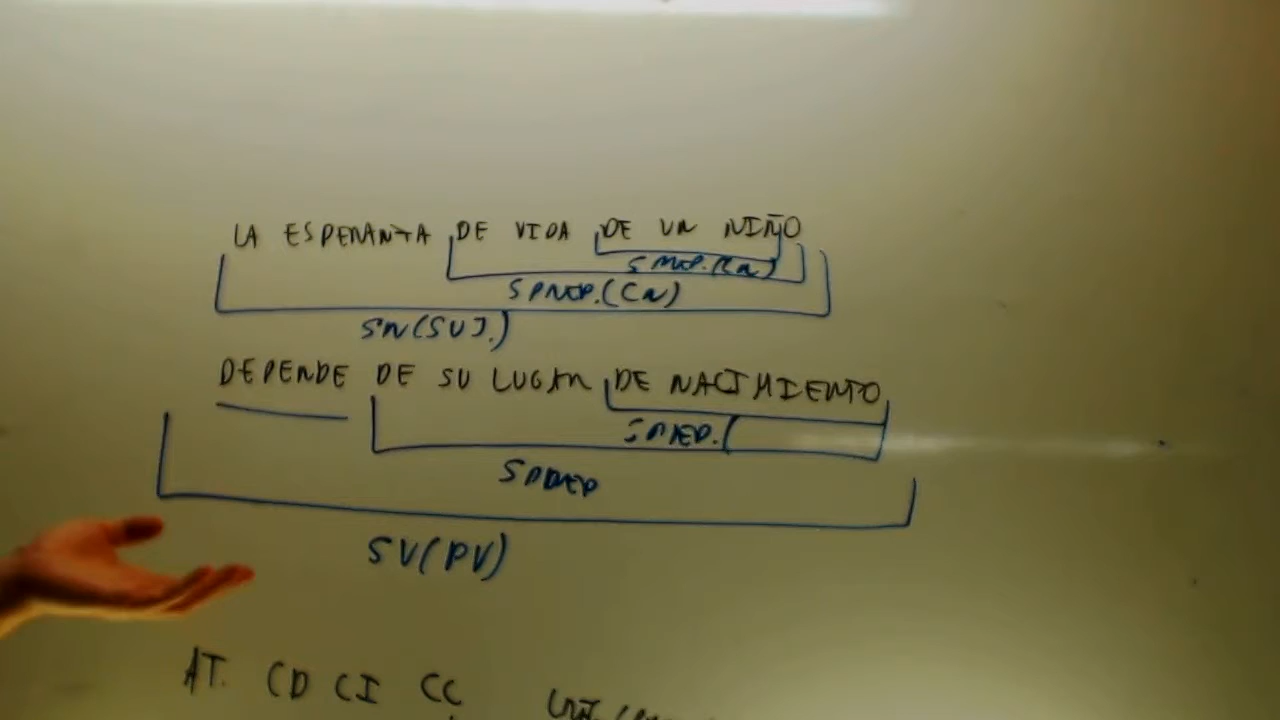 LA ESPERANZA DE VIDA DE UN NIÑO
SPREP.(CN)
SPREP.(CN)
SN(SUJ.)
DEPENDE DE SU LUGAR DE NACIMIENTO
SPREP.(
SPREP
SV(PV)
AT. CD CI CC